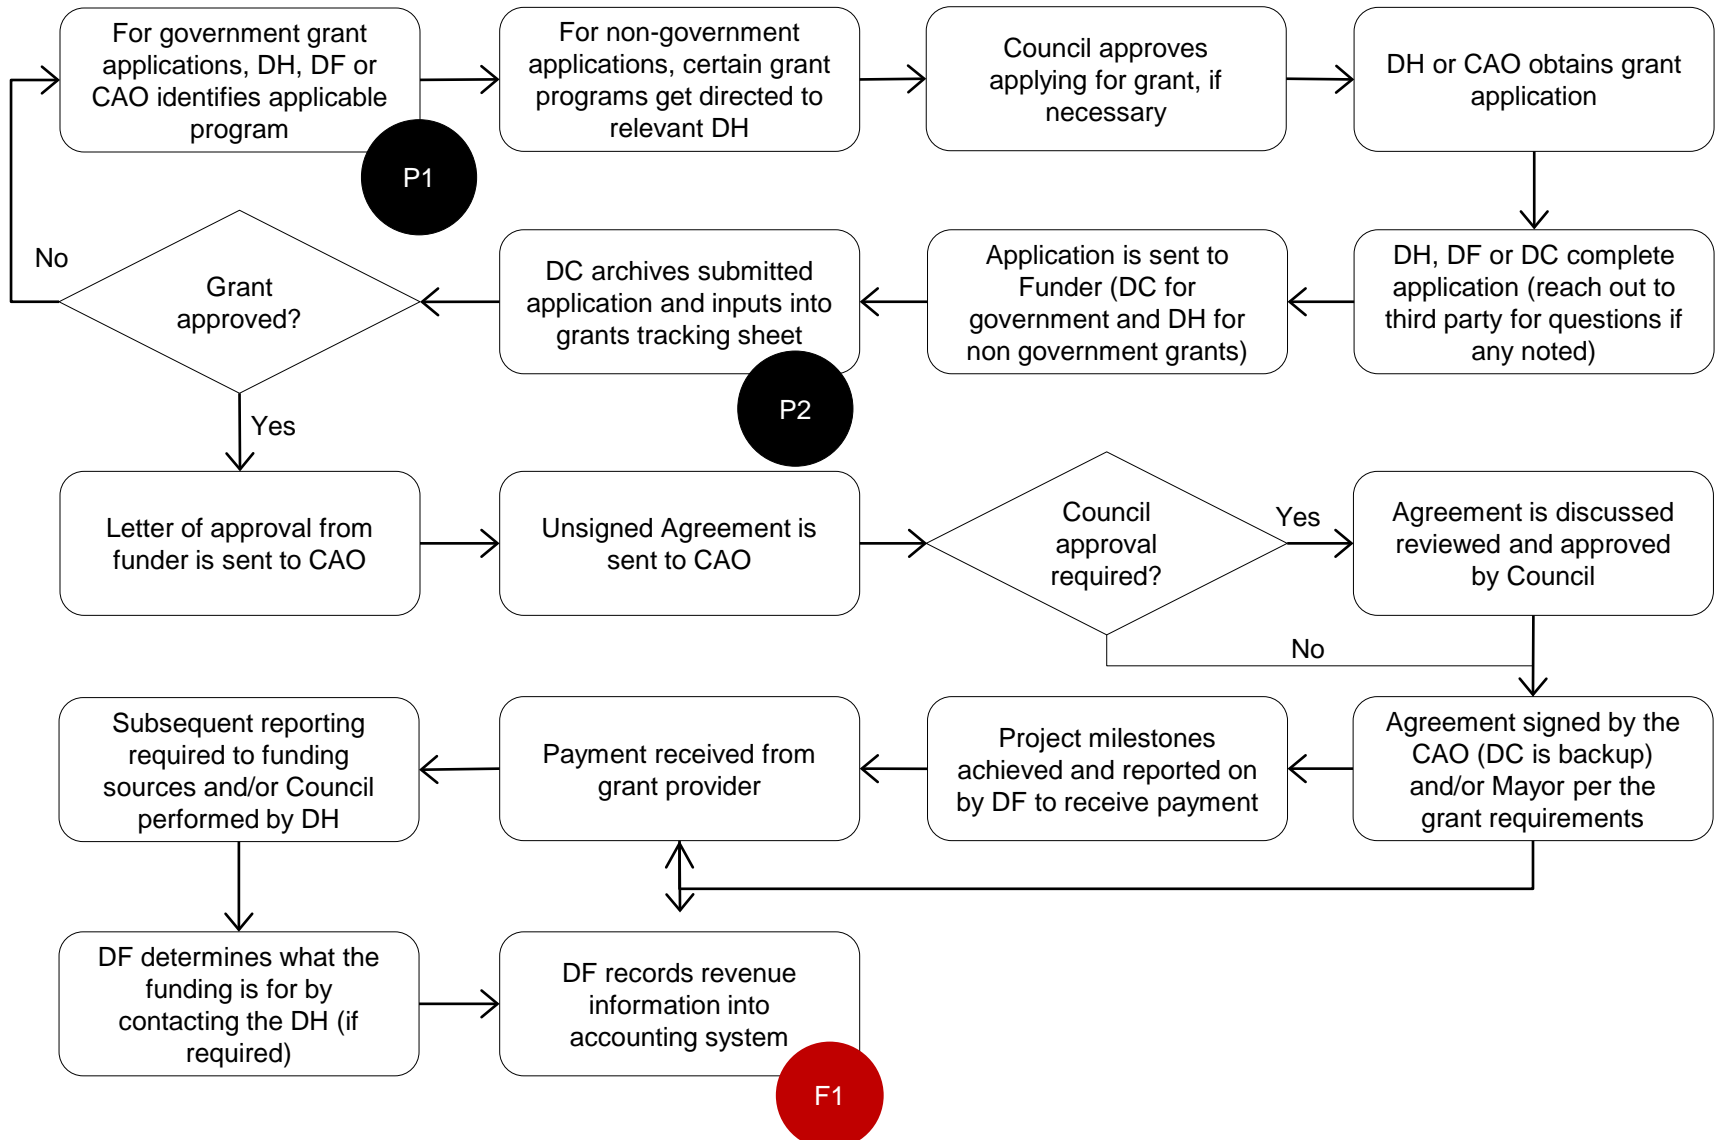 For government grant
applications, DH, DF or
CAO identifies applicable
program
P1
For non-government
applications, certain grant
programs get directed to
relevant DH
Council approves
applying for grant, if
necessary
DH or CAO obtains grant
application
DH, DF or DC complete
application (reach out to
third party for questions if
any noted)
Application is sent to
Funder (DC for
government and DH for
non government grants)
DC archives submitted
application and inputs into
grants tracking sheet
P2
Grant
approved?
No
Yes
Letter of approval from
funder is sent to CAO
Unsigned Agreement is
sent to CAO
Council
approval
required?
Yes
No
Agreement is discussed
reviewed and approved
by Council
Agreement signed by the
CAO (DC is backup)
and/or Mayor per the
grant requirements
Project milestones
achieved and reported on
by DF to receive payment
Payment received from
grant provider
Subsequent reporting
required to funding
sources and/or Council
performed by DH
DF determines what the
funding is for by
contacting the DH (if
required)
DF records revenue
information into
accounting system
F1